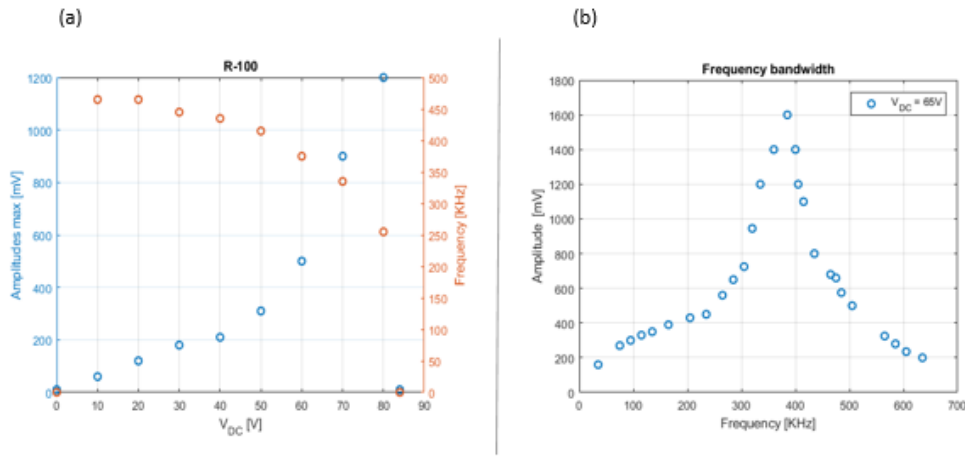 (a)
(b)
R-100
Amplitudes max [mV]
1200
1000
800
600
400
200
0
Frequency [KHz]
500
450
400
350
300
250
200
150
100
50
0
0 10 20 30 40 50 60 70 80 90
V_DC [V]
Frequency bandwidth
V_DC = 65V
Amplitude [mV]
1800
1600
1400
1200
1000
800
600
400
200
0
0 100 200 300 400 500 600 700
Frequency [KHz]